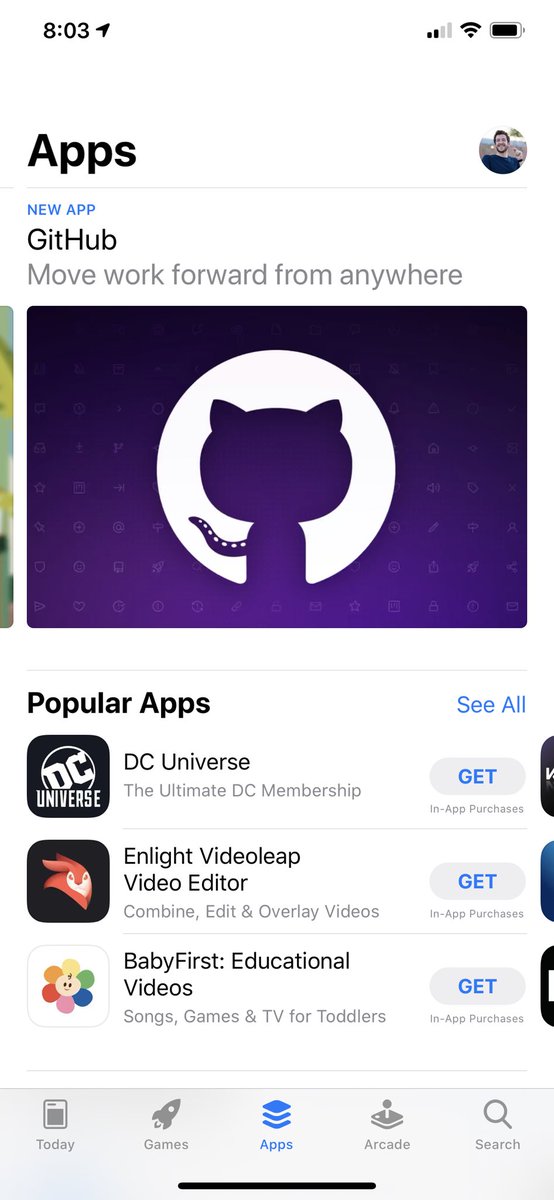 8:03
Apps
NEW APP
GitHub
Move work forward from anywhere
Popular Apps
See All
DC
UNIVERSE
DC Universe
The Ultimate DC Membership
GET
In-App Purchases
Enlight Videoleap
Video Editor
Combine, Edit & Overlay Videos
GET
In-App Purchases
BabyFirst: Educational
Videos
Songs, Games & TV for Toddlers
GET
In-App Purchases
Today
Games
Apps
Arcade
Search